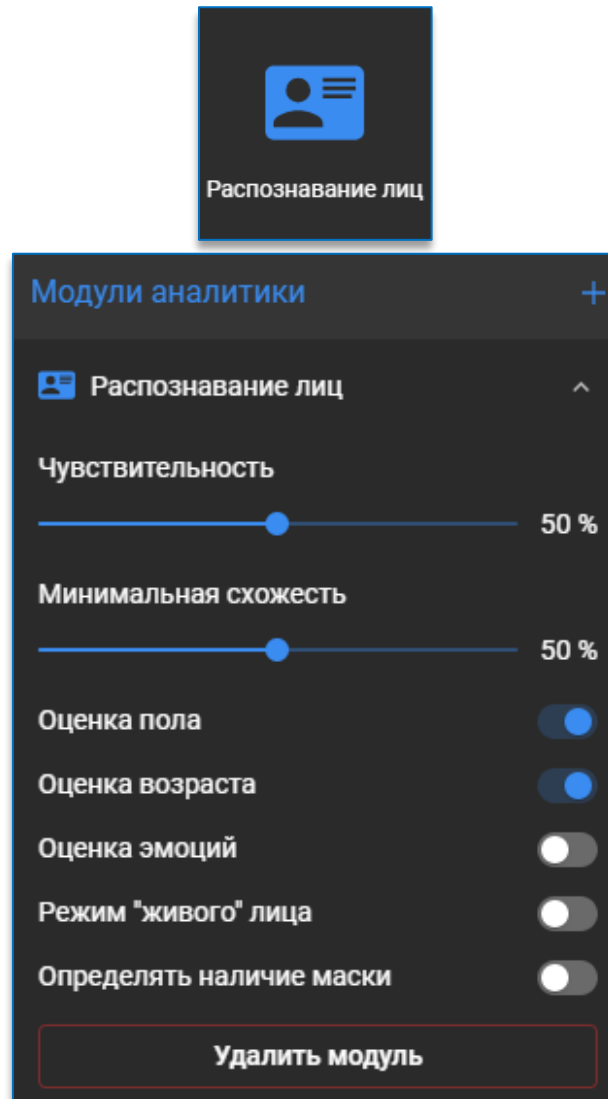 Распознавание лиц
Модули аналитики
Распознавание лиц
Чувствительность
50 %
Минимальная схожесть
50 %
Оценка пола
Оценка возраста
Оценка эмоций
Режим "живого" лица
Определять наличие маски
Удалить модуль